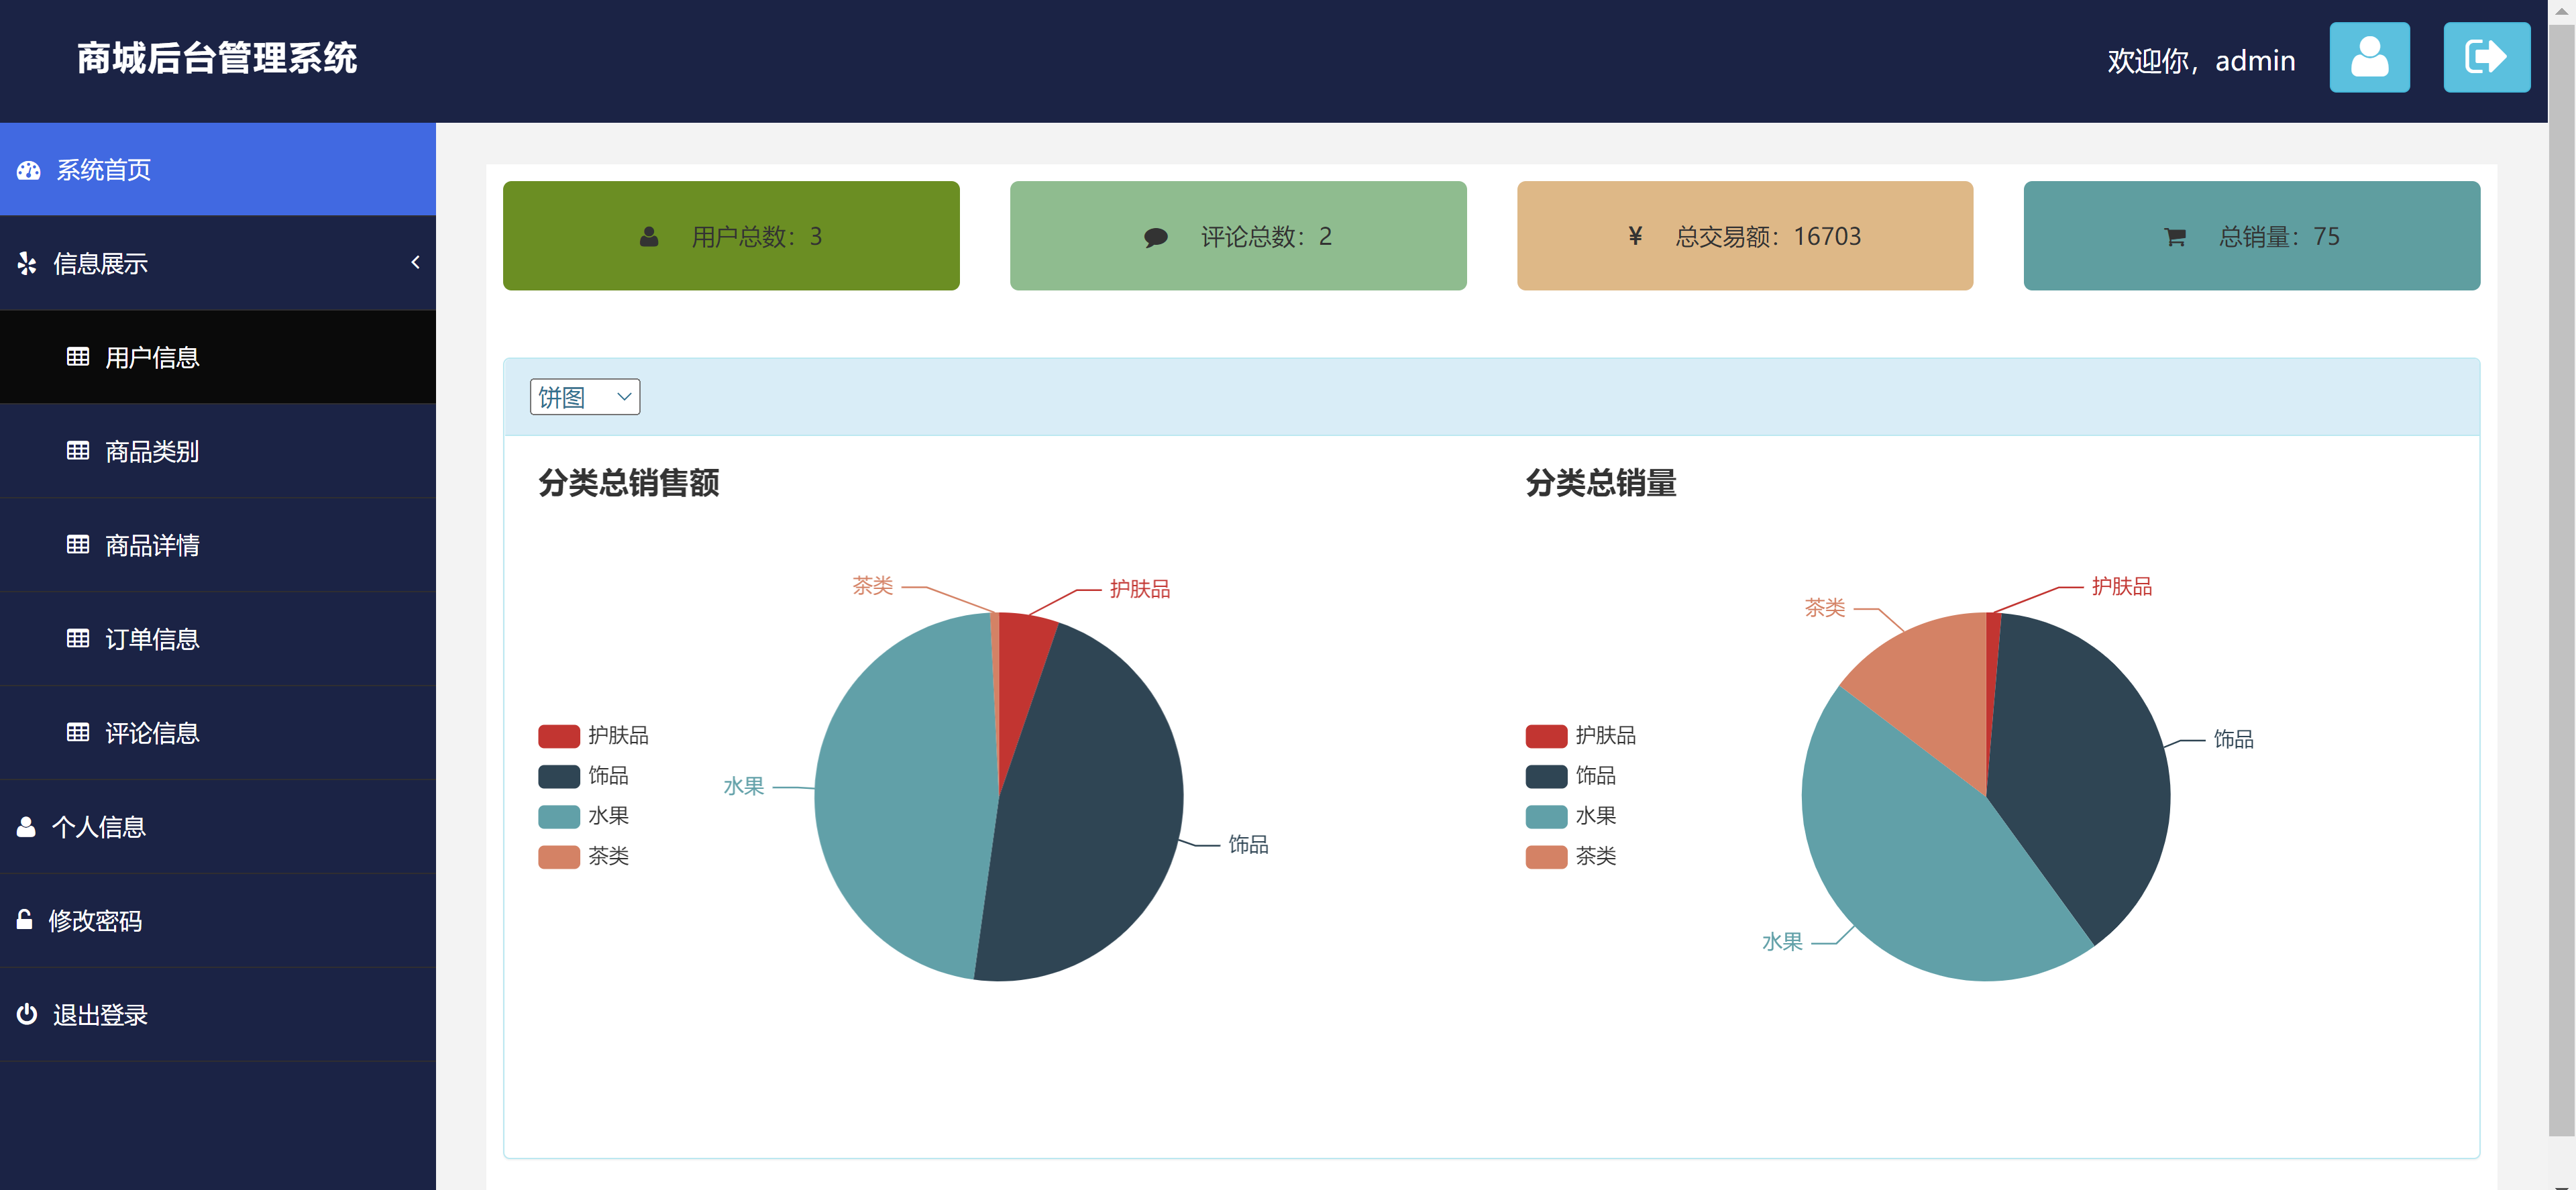 商城后台管理系统
欢迎你，admin
系统首页
信息展示
用户信息
商品类别
商品详情
订单信息
评论信息
个人信息
修改密码
退出登录
用户总数：3
评论总数：2
¥ 总交易额：16703
总销量：75
饼图
分类总销售额
茶类
护肤品
水果
饰品
护肤品
饰品
水果
茶类
分类总销量
护肤品
茶类
饰品
水果
护肤品
饰品
水果
茶类